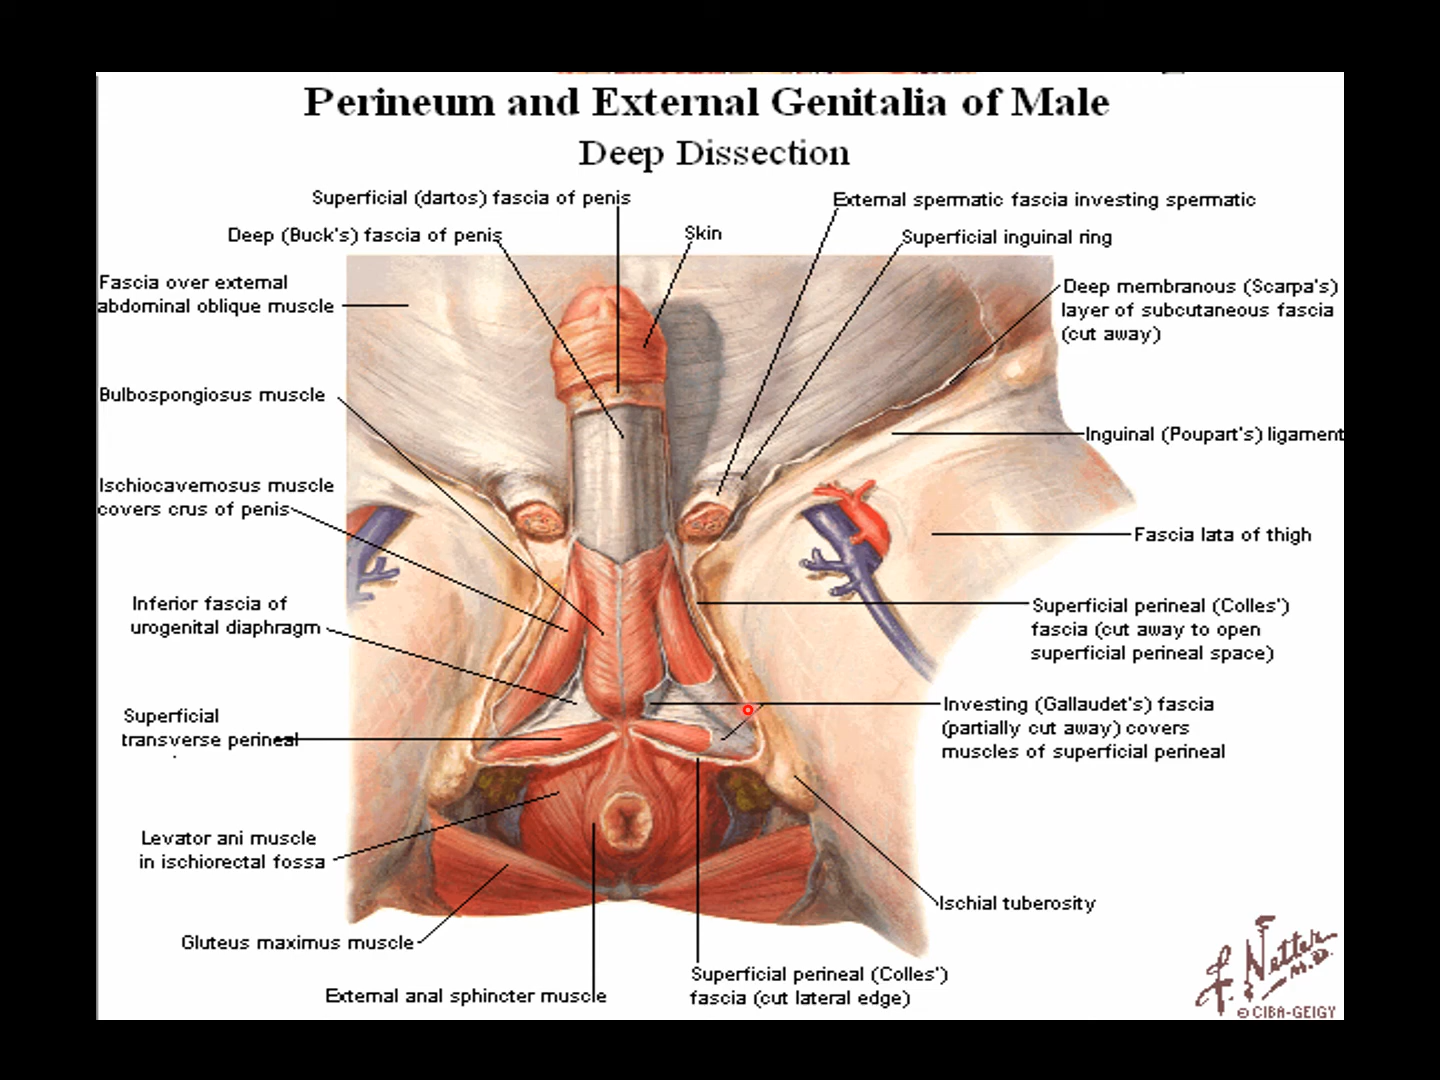 Perineum and External Genitalia of Male
Deep Dissection
Superficial (dartos) fascia of penis
External spermatic fascia investing spermatic
Deep (Buck's) fascia of penis
Skin
Superficial inguinal ring
Fascia over external
abdominal oblique muscle
Deep membranous (Scarpa's)
layer of subcutaneous fascia
(cut away)
Bulbospongiosus muscle
Inguinal (Poupart's) ligament
Ischiocavernosus muscle
covers crus of penis
Fascia lata of thigh
Inferior fascia of
urogenital diaphragm
Superficial perineal (Colles')
fascia (cut away to open
superficial perineal space)
Superficial
transverse perineal
Investing (Gallaudet's) fascia
(partially cut away) covers
muscles of superficial perineal
Levator ani muscle
in ischiorectal fossa
Ischial tuberosity
Gluteus maximus muscle
External anal sphincter muscle
Superficial perineal (Colles')
fascia (cut lateral edge)
F. Netter
M.D.
© CIBA-GEIGY